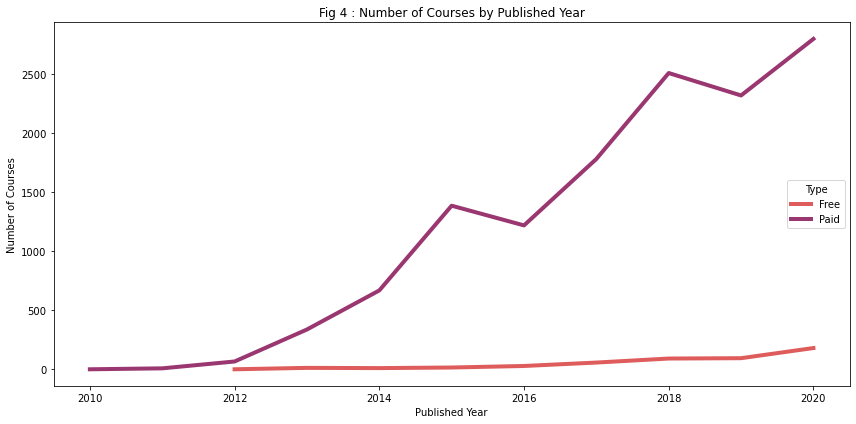 Fig 4 : Number of Courses by Published Year
Number of Courses
2500
2000
1500
1000
500
0
Type
Free
Paid
2010 2012 2014 2016 2018 2020
Published Year